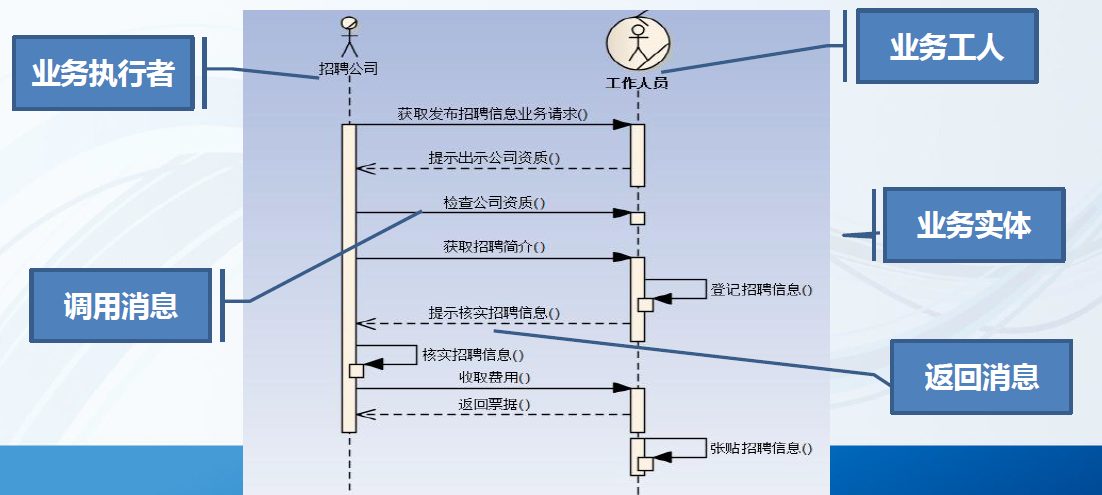 业务执行者
招聘公司
工作人员
业务工人
获取发布招聘信息业务请求()
提示出示公司资质()
检查公司资质()
业务实体
获取招聘简介()
登记招聘信息()
调用消息
提示核实招聘信息()
核实招聘信息()
返回消息
收取费用()
返回票据()
张贴招聘信息()